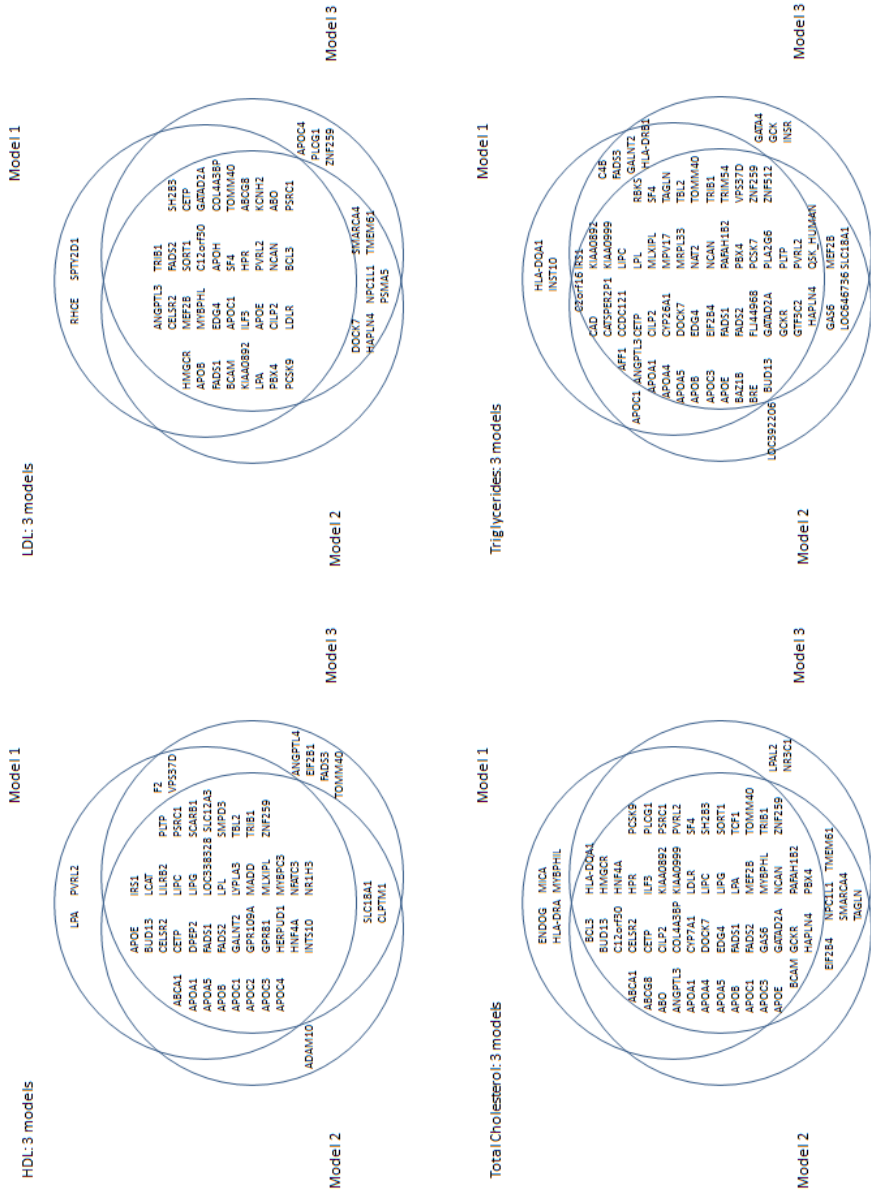 HDL: 3 models
Model 1
LPA PVRL2
F2
VPS37D
APOE IRS1
BUD13 LCAT
CELSR2 LILRB2 PLTP
ABCA1 CETP LIPC PSRC1
APOA1 DPEP2 LIPG SCARB1
APOA5 FADS1 LOC338328 SLC12A3
APOB FADS2 LPL SMPD3
APOC1 GALNT2 LYPLA3 TBL2
APOC2 GPR109A MADD TRIB1
APOC3 GPRB1 MLXIPL ZNF259
APOC4 HERPUD1 MYBPC3
HNF4A NFATC3
INTS10 NR1H3
ANGPTL4
EIF2B1
FADS3
TOMM40
ADAM10
SLC18A1
CLPTM1
Model 2
Model 3
LDL: 3 models
Model 1
RHCE SPTY2D1
ANGPTL3 TRIB1 SH2B3
CELSR2 FADS2 CETP
HMGCR MEF2B SORT1 GATAD2A
APOB MYBPHL C12orf30 COL4A3BP
FADS1 EDG4 APOH TOMM40
BCAM APOC1 SF4 ABOG8
KIAA0892 ILF3 HPR KCNH2
LPA APOE PVRL2 ABO
PBX4 CILP2 NCAN PSRC1
PCSK9 LDLR BCL3
APOC4
PLCG1
ZNF259
DOCK7 SMARCA4
HAPLN4 NPC1L1 TMEM61
PSMA5
Model 2
Model 3
Total Cholesterol: 3 models
Model 1
ENDOG MICA
HLA-DRA MYBPHIL
BCL3 HLA-DQA1
BUD13 HMGCR
C12orf30 HNF4A
ABCA1 CELSR2 HPR PCSK9
ABCG8 CETP ILF3 PLCG1
ABO CILP2 KIAA0892 PSRC1
ANGPTL3 COL4A3BP KIAA0999 PVRL2
APOA1 CYP7A1 LDLR SF4
APOA4 DOCK7 LIPC SH2B3
APOA5 EDG4 LIPG SORT1
APOB FADS1 LPA TCF1
APOC1 FADS2 MEF2B TOMM40
APOC3 GAS6 MYBPHL TRIB1
APOE GATAD2A NCAN ZNF259
BCAM GCKR PAFAH1B2
HAPLN4 PBX4
LPAL2
NR3C1
EIF2B4 NPC1L1 TMEM61
SMARCA4
TAGLN
Model 2
Model 3
Triglycerides: 3 models
Model 1
HLA-DQA1
INST10
C4B
FADS3
GALNT2
HLA-DRB1
C2orf16 IRS1
CAD KIAA0892
CATSPER2P1 KIAA0999
AFF1 CCDC121 LIPC RBKS
APOC1 ANGPTL3 CETP LPL SF4
APOA1 CILP2 MLXIPL TAGLN
APOA4 CYP26A1 MPV17 TBL2
APOA5 DOCK7 MRPL33 TOMM40
APOB EDG4 NAT2 TRIB1
APOC3 EIF2B4 NCAN TRIM54
APOE FADS1 PAFAH1B2 VPS37D
BAZ1B FADS2 PBX4 ZNF259
BRE FLJ44968 PCSK7 ZNF512
BUD13 GATAD2A PLA2G6
GCKR PLTP
GTF3C2 PVRL2
HAPLN4 QSK_HUMAN
GATA4
GCK
INSR
LOC392206
GAS6 MEF2B
LOC646736 SLC18A1
Model 2
Model 3